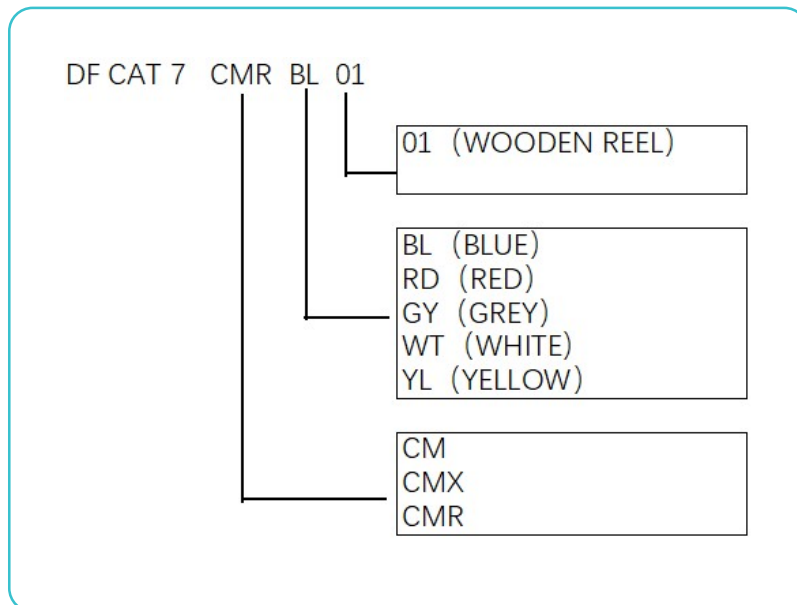 DF CAT 7 CMR BL 01
01（WOODEN REEL）
BL（BLUE）
RD（RED）
GY（GREY）
WT（WHITE）
YL（YELLOW）
CM
CMX
CMR